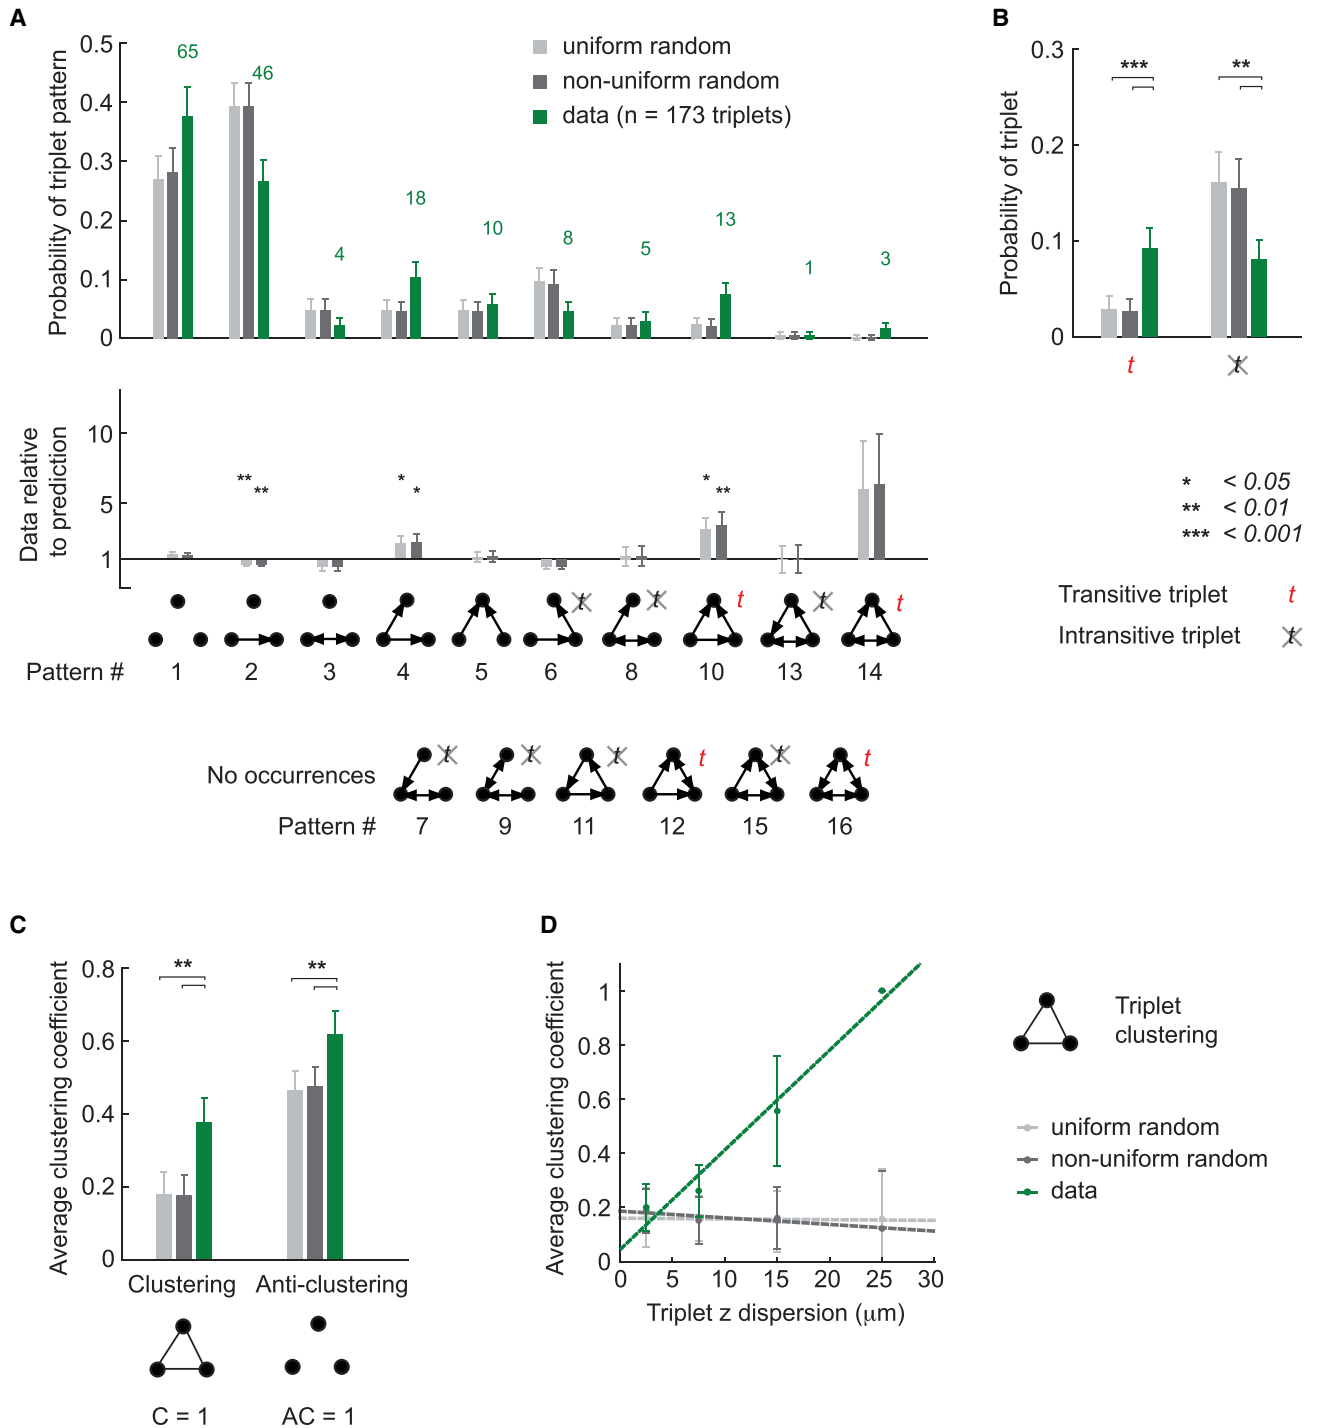 A
Probability of triplet pattern
0.5
0.4
0.3
0.2
0.1
0
65
46
4
18
10
8
5
13
1
3
uniform random
non-uniform random
data (n = 173 triplets)
Data relative
to prediction
10
5
1
**
**
*
*
*
**
t
t
t
t
t
Pattern # 1 2 3 4 5 6 8 10 13 14
No occurrences
t
t
t
t
t
t
Pattern # 7 9 11 12 15 16
B
Probability of triplet
0.3
0.2
0.1
0
***
**
t
t
* < 0.05
** < 0.01
*** < 0.001
Transitive triplet t
Intransitive triplet t
C
Average clustering coefficient
0.8
0.6
0.4
0.2
0
**
**
Clustering Anti-clustering
C = 1 AC = 1
D
Average clustering coefficient
1
0.8
0.6
0.4
0.2
0
0 5 10 15 20 25 30
Triplet z dispersion (μm)
Triplet
clustering
uniform random
non-uniform random
data